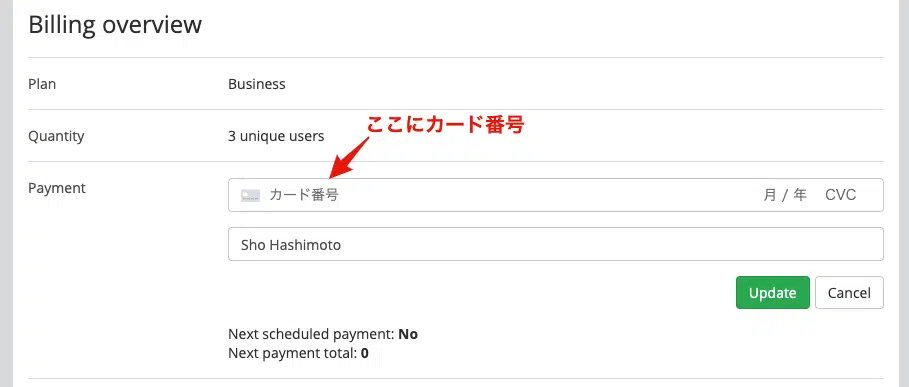 Billing overview
Plan Business
Quantity 3 unique users
ここにカード番号
Payment
カード番号 月 / 年 CVC
Sho Hashimoto
Update Cancel
Next scheduled payment: No
Next payment total: 0